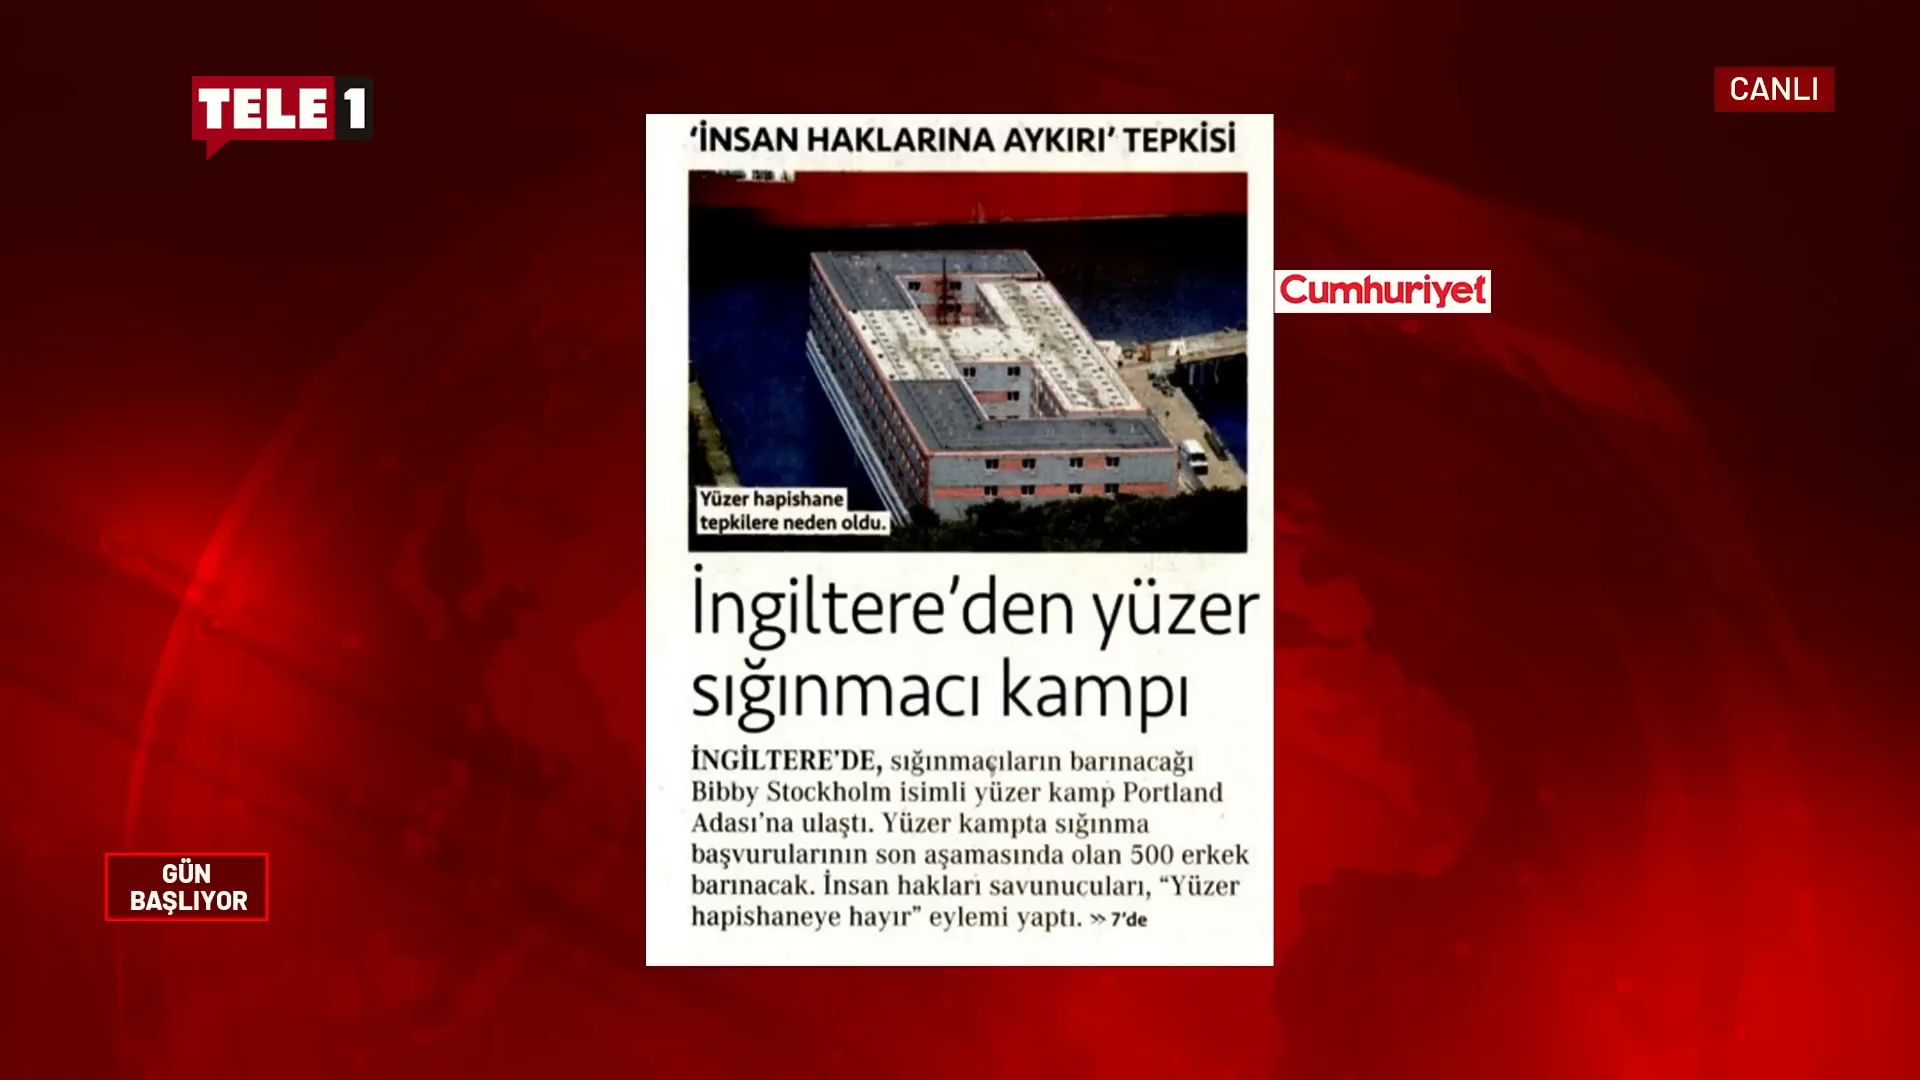 TELE 1
CANLI
‘İNSAN HAKLARINA AYKIRI’ TEPKİSİ
Cumhuriyet
Yüzer hapishane
tepkilere neden oldu.
İngiltere’den yüzer
sığınmacı kampı
İNGİLTERE’DE, sığınmacıların barınacağı
Bibby Stockholm isimli yüzer kamp Portland
Adası’na ulaştı. Yüzer kampta sığınma
başvurularının son aşamasında olan 500 erkek
barınacak. İnsan hakları savunucuları, “Yüzer
hapishaneye hayır” eylemi yaptı. >> 7’de
GÜN
BAŞLIYOR